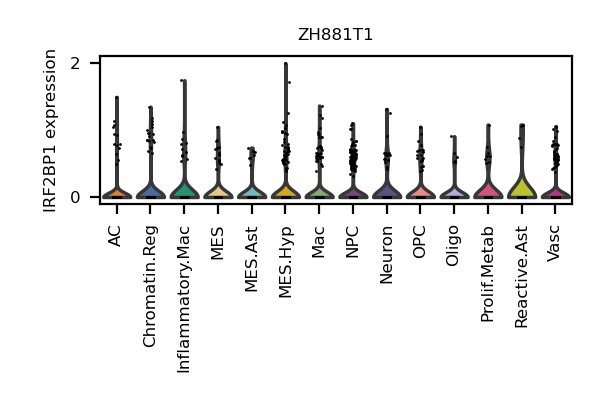 ZH881T1
IRF2BP1 expression
2
0
AC
Chromatin.Reg
Inflammatory.Mac
MES
MES.Ast
MES.Hyp
Mac
NPC
Neuron
OPC
Oligo
Prolif.Metab
Reactive.Ast
Vasc